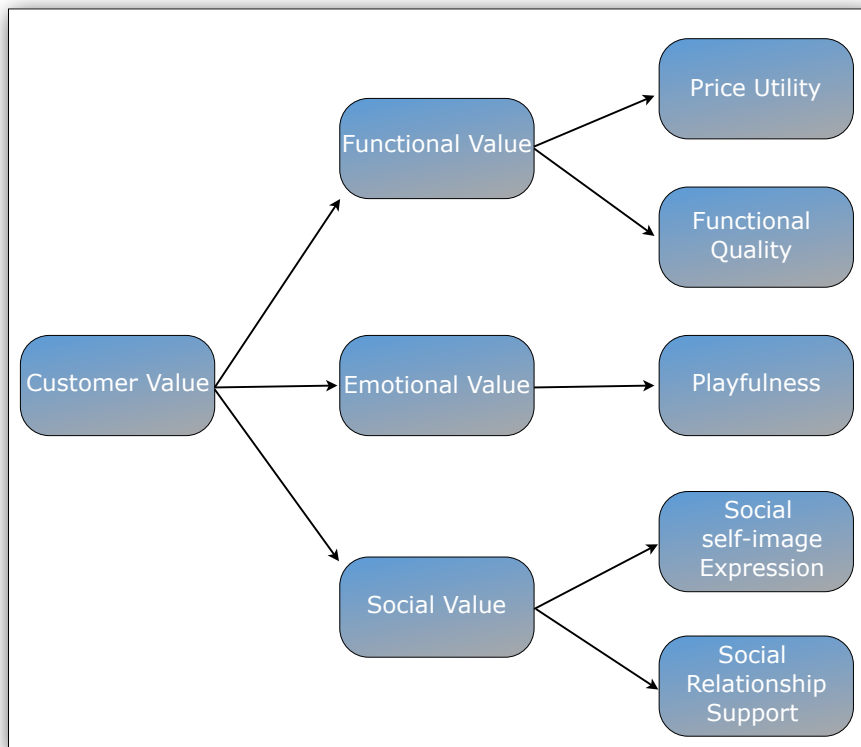 Price Utility
Functional Value
Functional
Quality
Customer Value
Emotional Value
Playfulness
Social
self-image
Expression
Social Value
Social
Relationship
Support